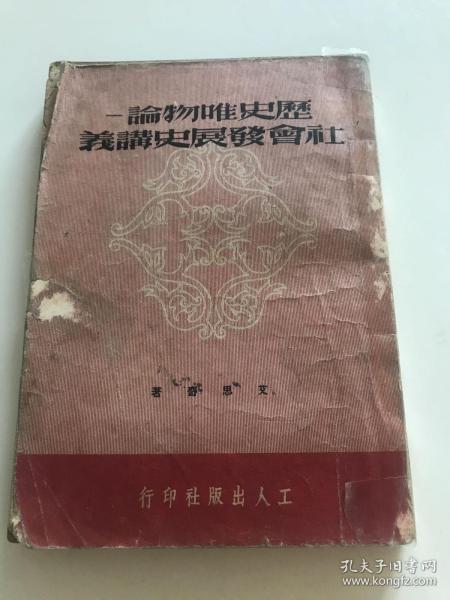 歷史唯物論—
社會發展史講義
艾思奇著
工人出版社印行
孔夫子旧书网
www.kongfz.com